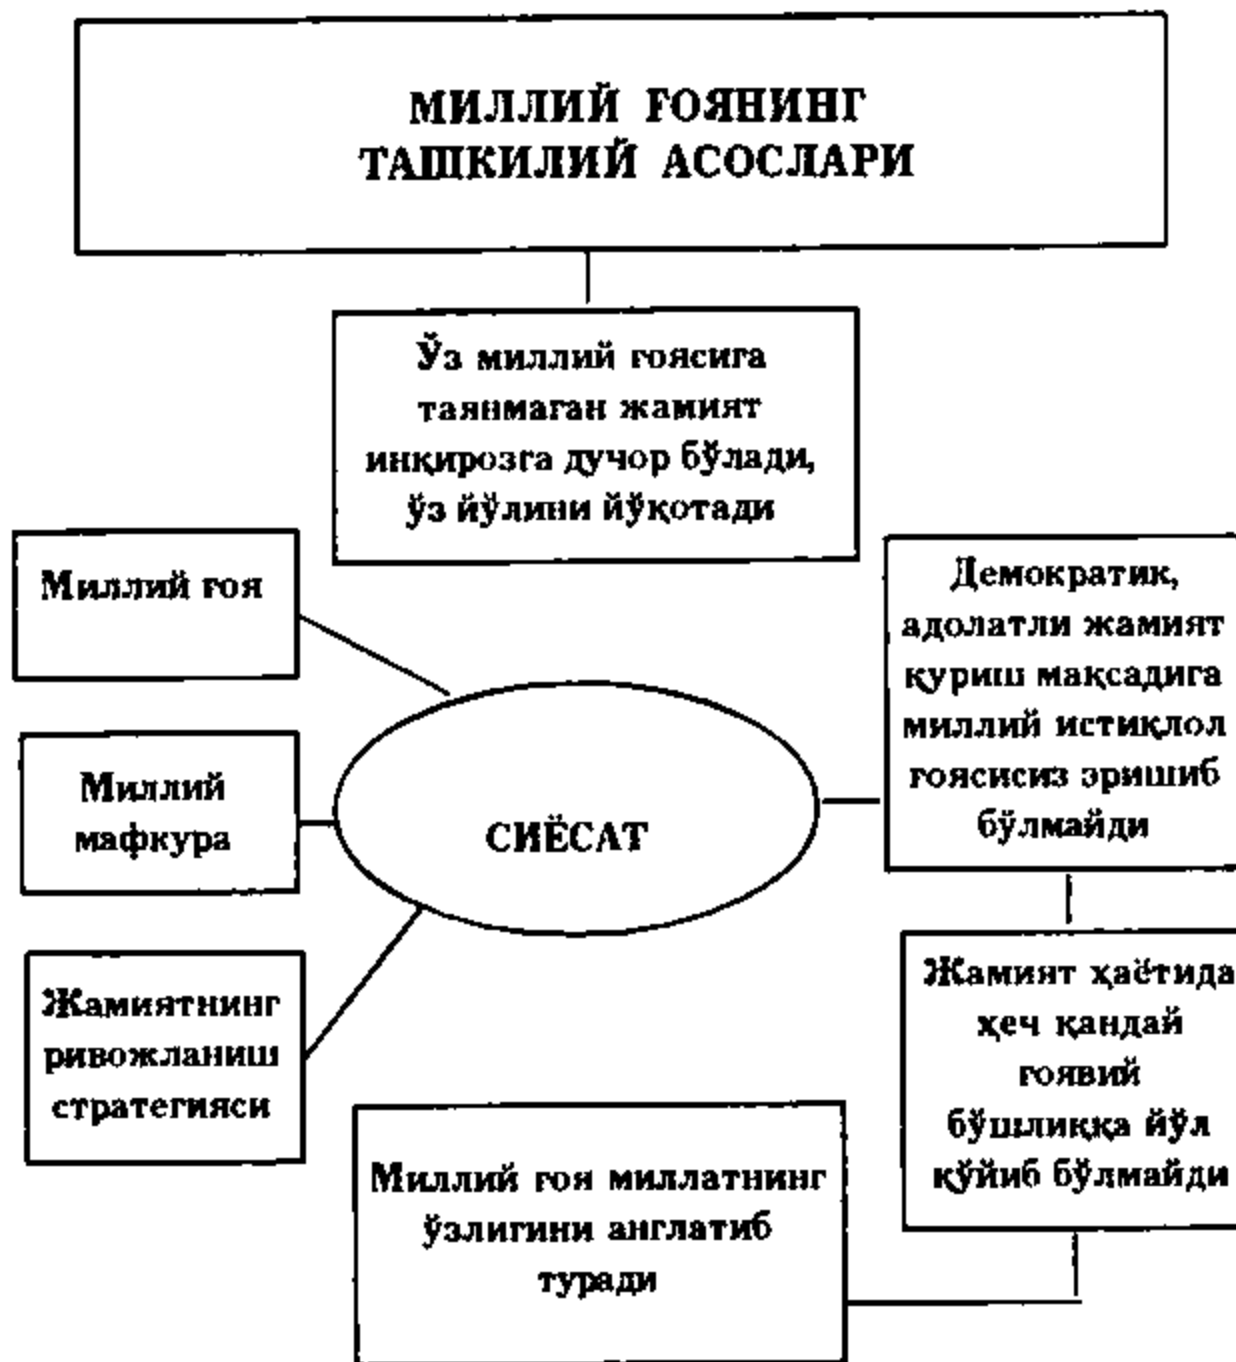 МИЛЛИЙ ҒОЯНИНГ
ТАШКИЛИЙ АСОСЛАРИ
Ўз миллий ғоясига
таянмаган жамият
инқирозга дучор бўлади,
ўз йўлини йўқотади
Миллий ғоя
Миллий
мафкура
Жамиятнинг
ривожланиш
стратегияси
СИЁСАТ
Демократик,
адолатли жамият
қуриш мақсадига
миллий истиқлол
ғоясисиз эришиб
бўлмайди
Жамият ҳаётида
ҳеч қандай
ғоявий
бўшлиққа йўл
қўйиб бўлмайди
Миллий ғоя миллатнинг
ўзлигини англатиб
туради